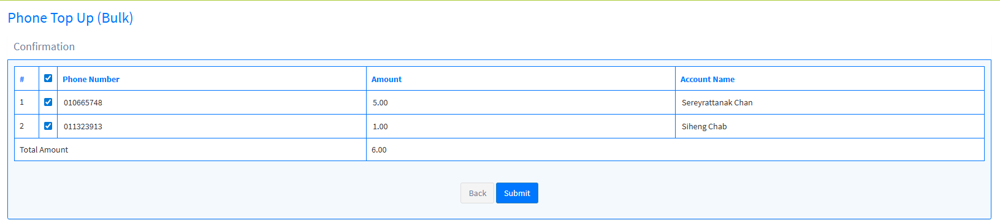 Phone Top Up (Bulk)
Confirmation
# Phone Number Amount Account Name
1 010665748 5.00 Sereyrattanak Chan
2 011323913 1.00 Siheng Chab
Total Amount 6.00
Back Submit